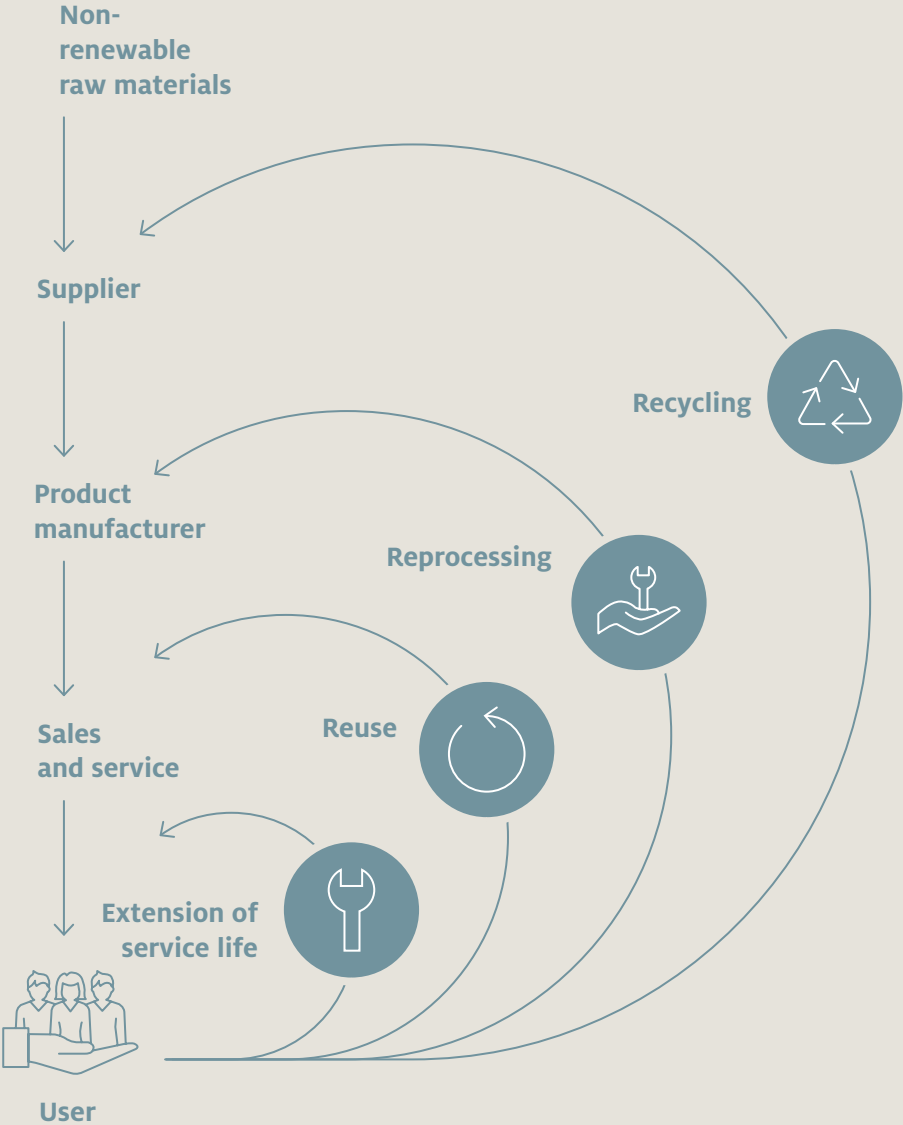 Non-
renewable
raw materials
Supplier
Recycling
Product
manufacturer
Reprocessing
Reuse
Sales
and service
Extension of
service life
User